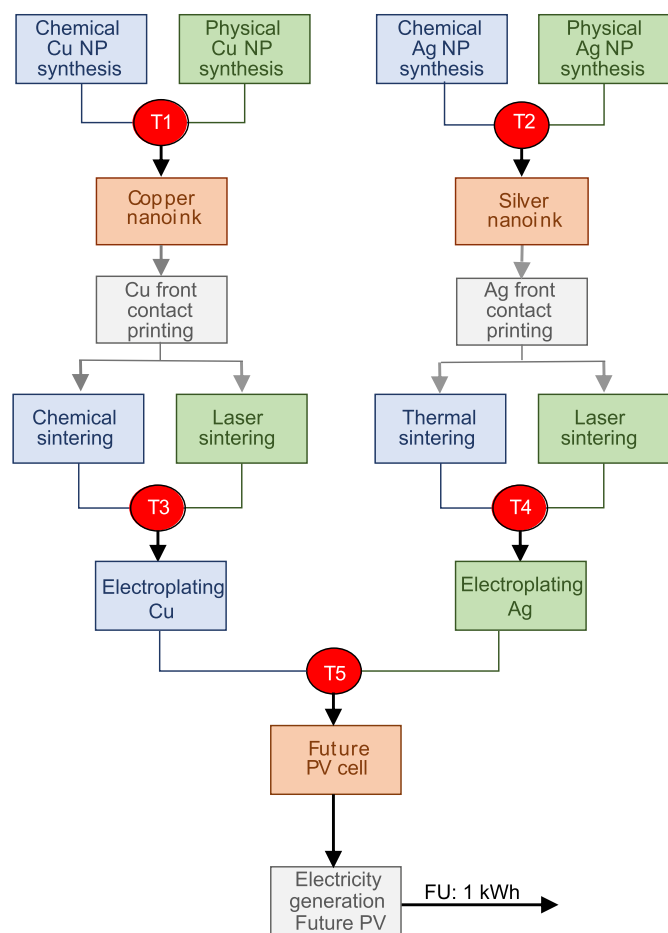 Chemical
Cu NP
synthesis
Physical
Cu NP
synthesis
Chemical
Ag NP
synthesis
Physical
Ag NP
synthesis
T1
T2
Copper
nanoink
Silver
nanoink
Cu front
contact
printing
Ag front
contact
printing
Chemical
sintering
Laser
sintering
Thermal
sintering
Laser
sintering
T3
T4
Electroplating
Cu
Electroplating
Ag
T5
Future
PV cell
Electricity
generation
Future PV
FU: 1 kWh